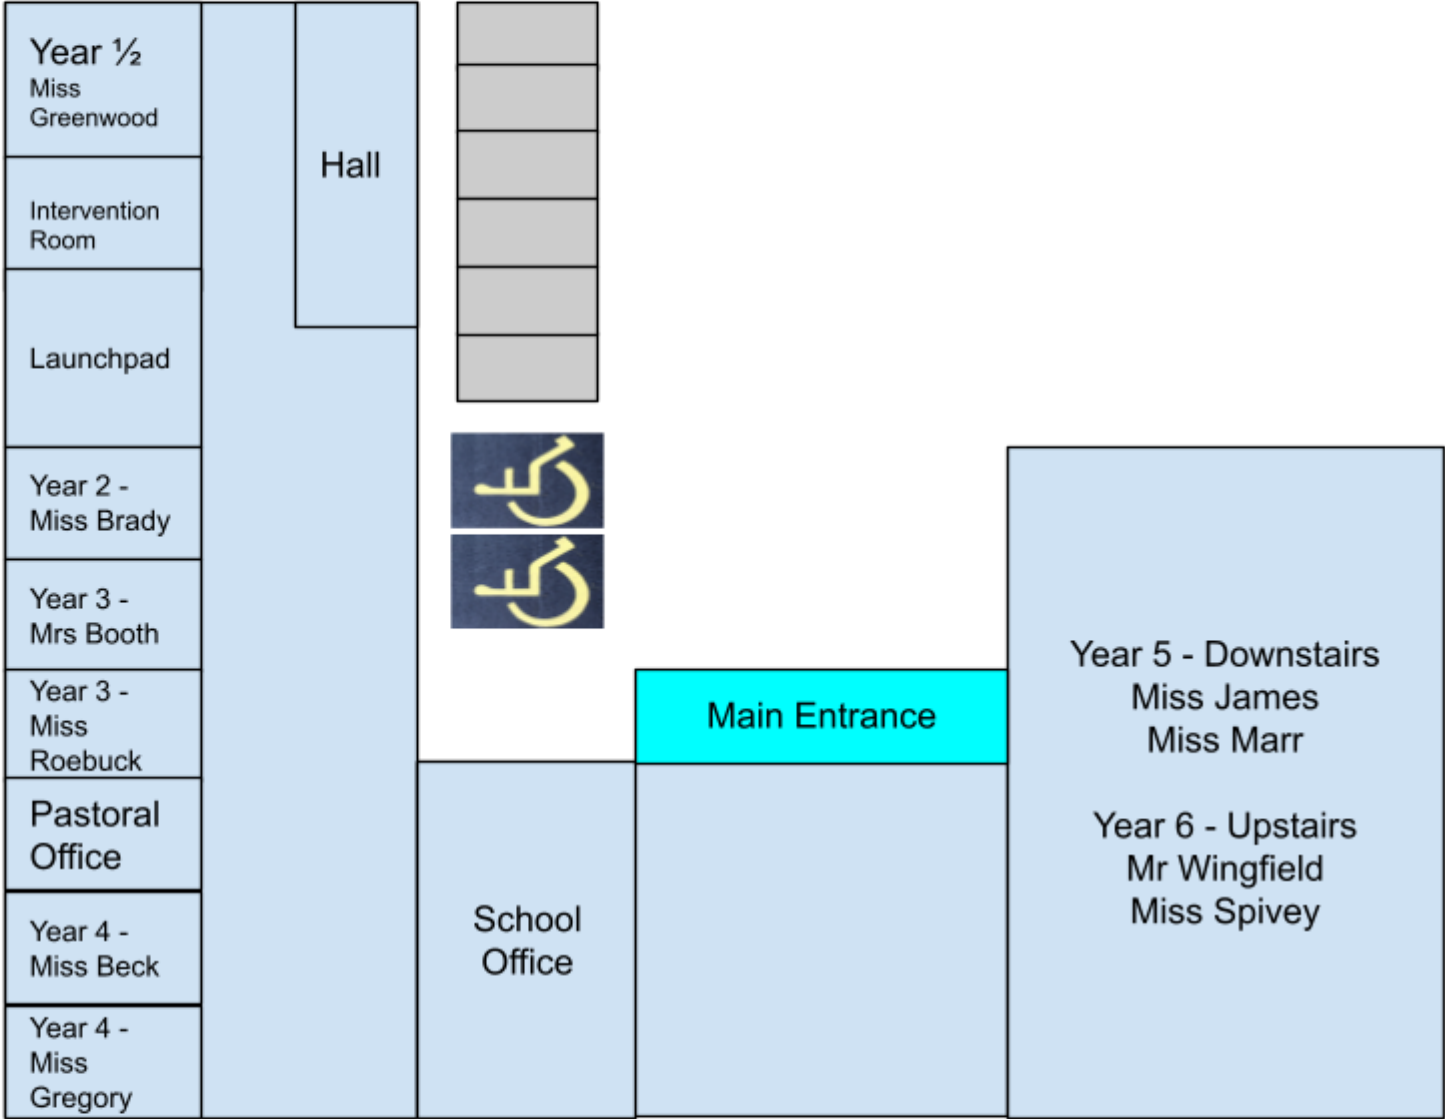 Year ½
Miss
Greenwood
Intervention
Room
Launchpad
Year 2 -
Miss Brady
Year 3 -
Mrs Booth
Year 3 -
Miss
Roebuck
Pastoral
Office
Year 4 -
Miss Beck
Year 4 -
Miss
Gregory
Hall
School
Office
Main Entrance
Year 5 - Downstairs
Miss James
Miss Marr
Year 6 - Upstairs
Mr Wingfield
Miss Spivey